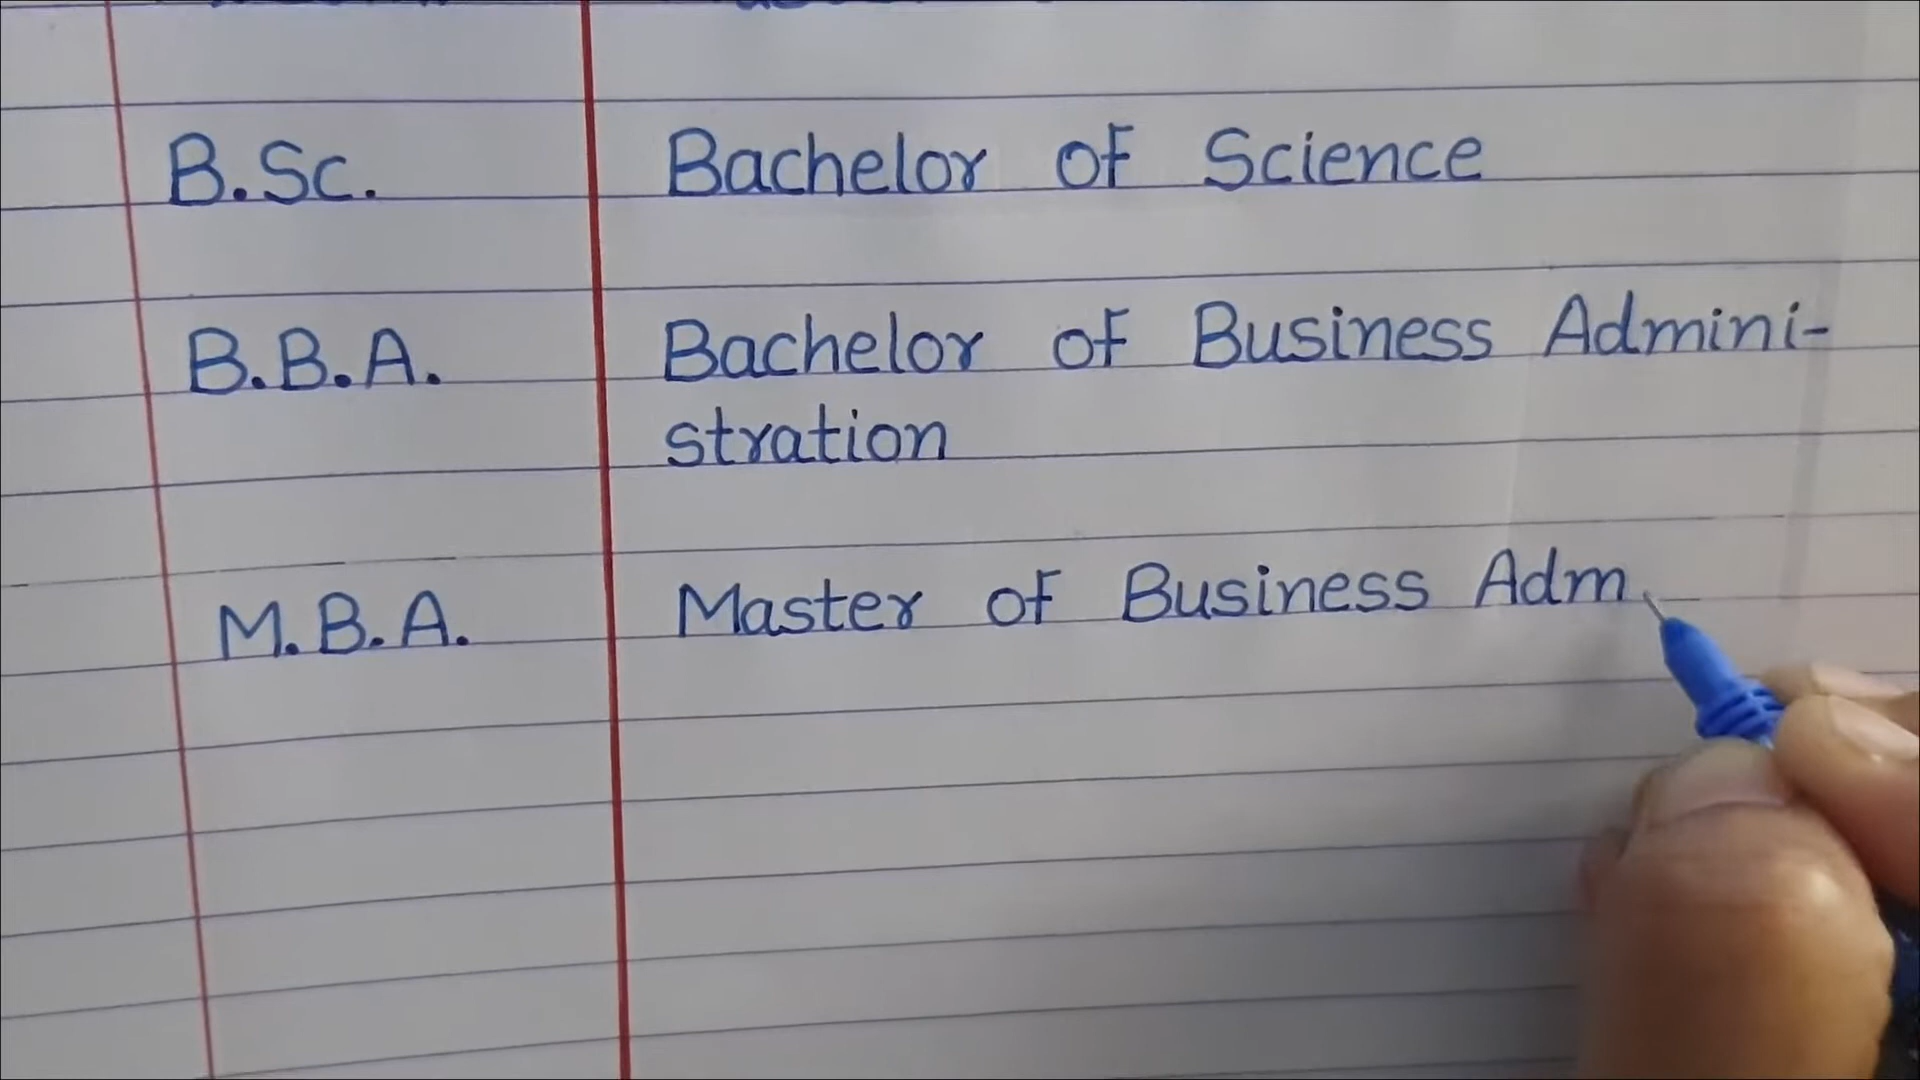 B.Sc. Bachelor of Science
B.B.A. Bachelor of Business Admini-
stration
M.B.A. Master of Business Adm